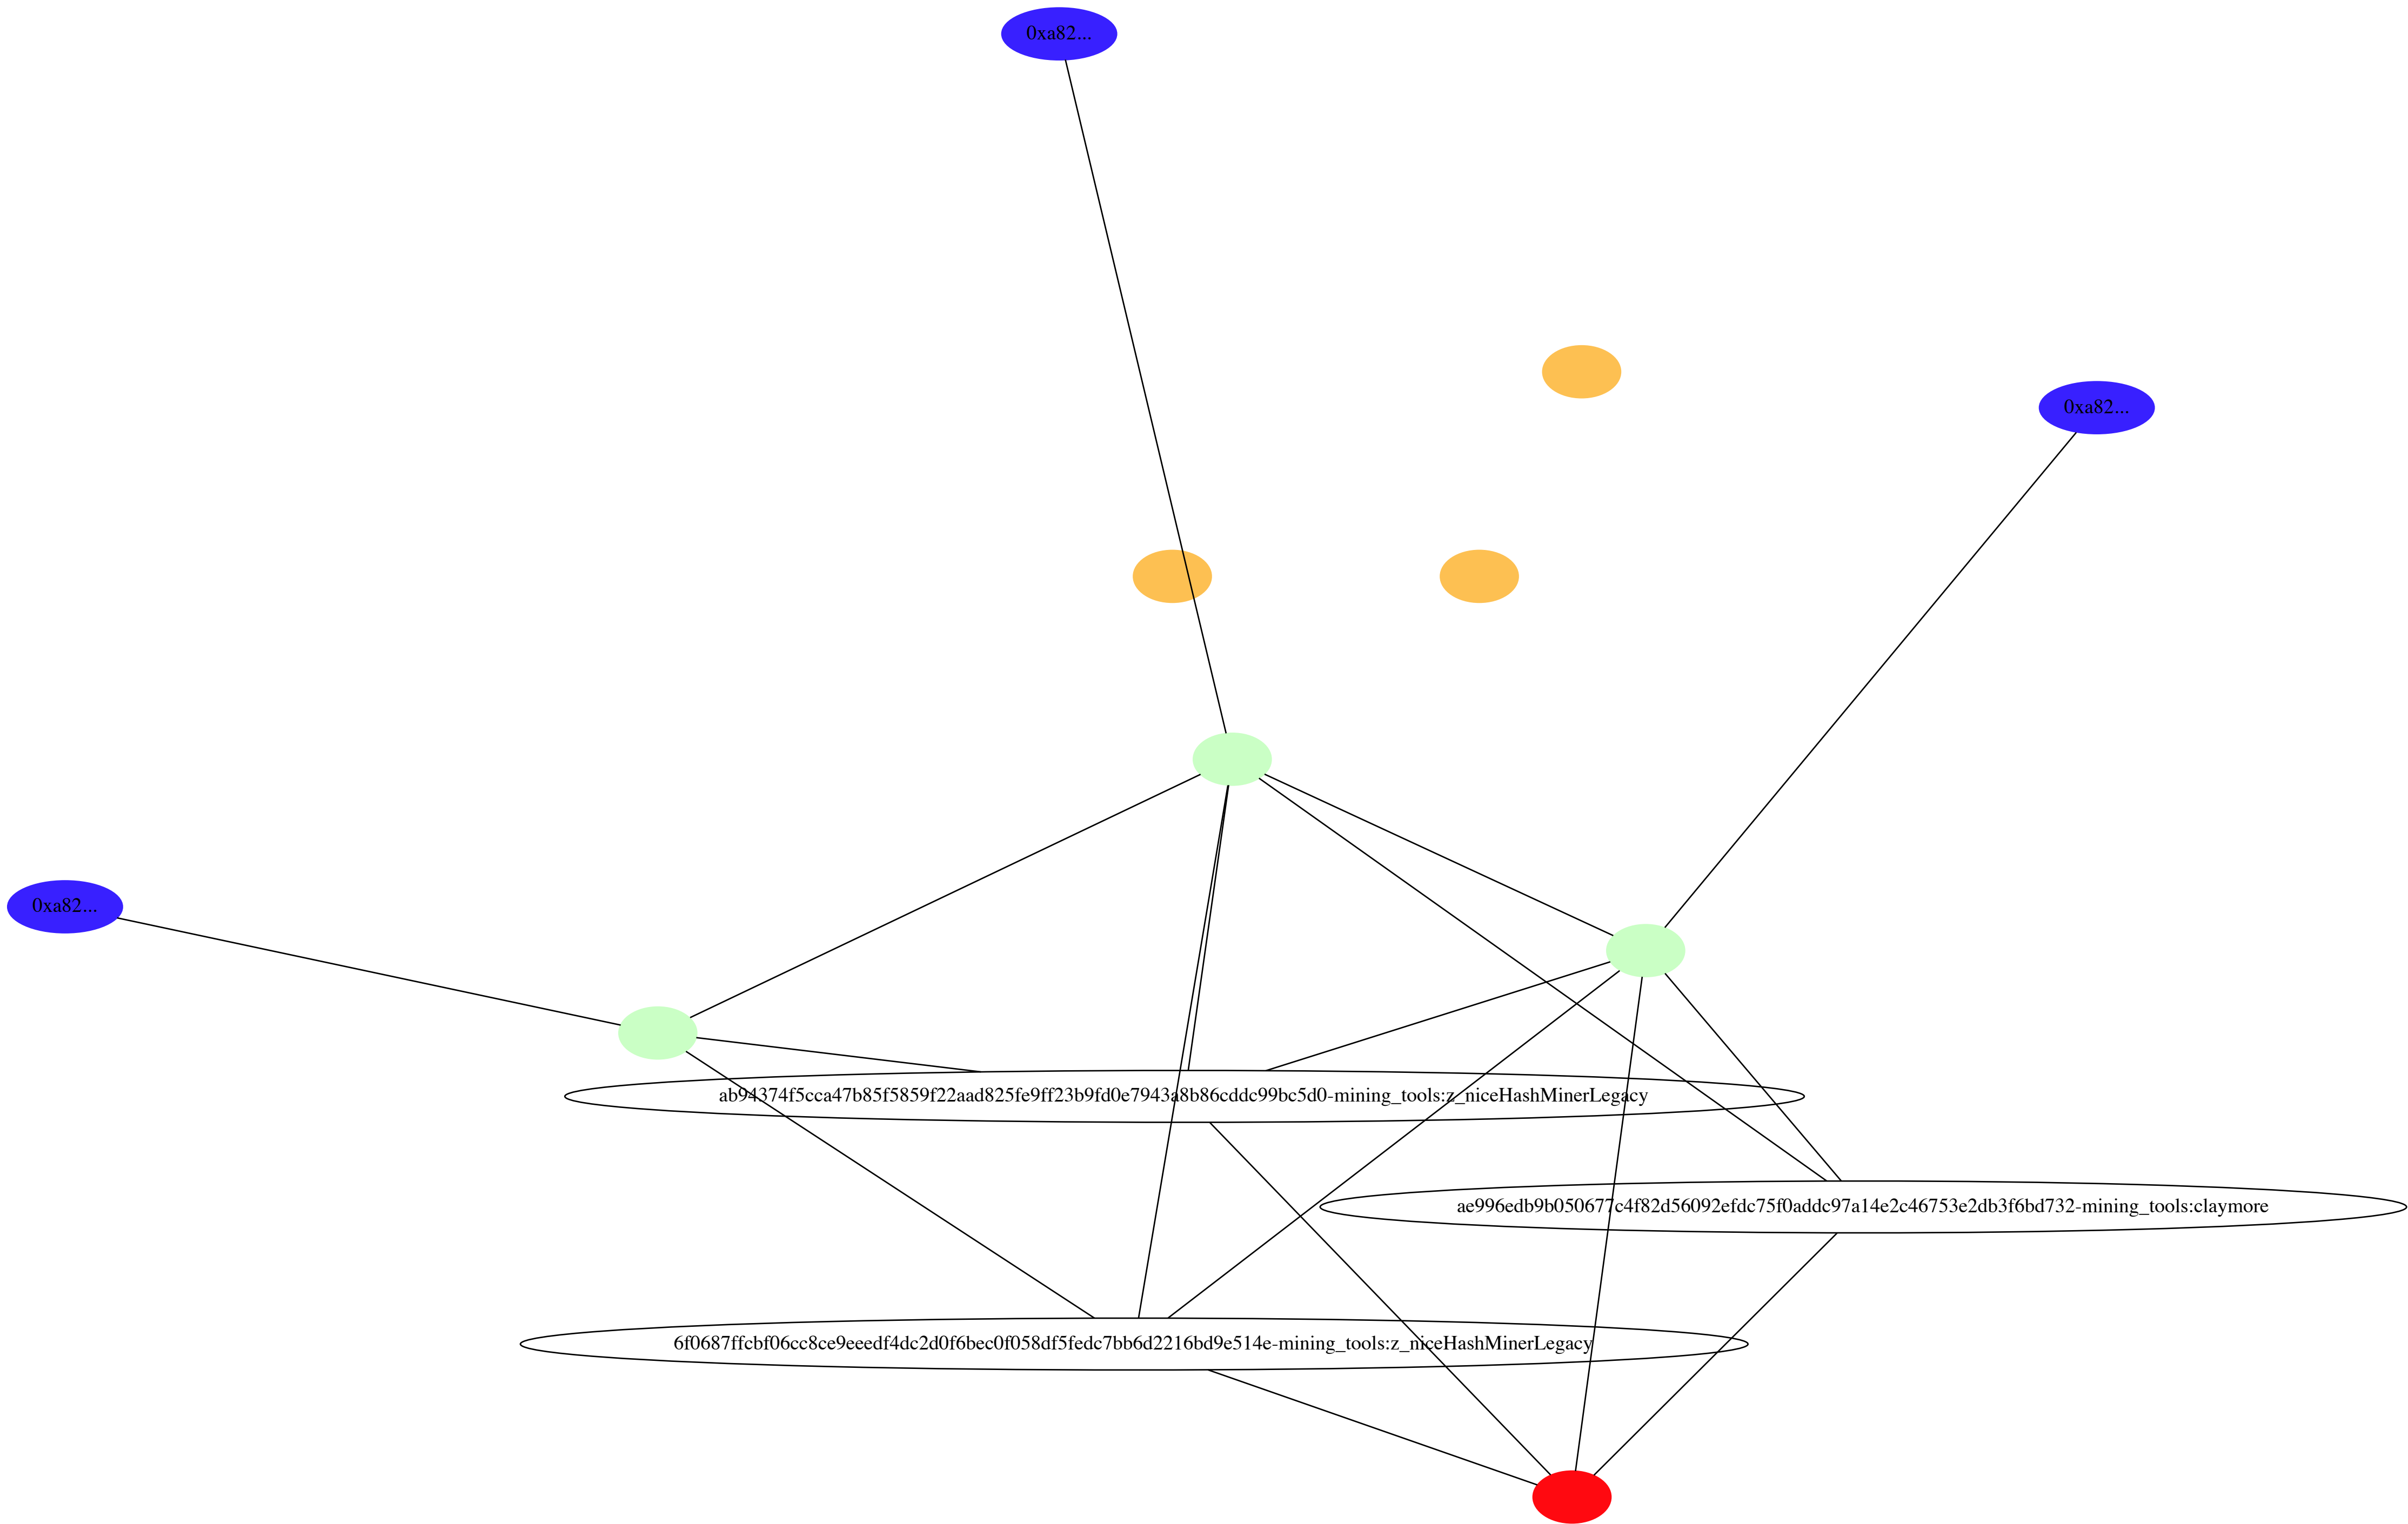 0xa82...
0xa82...
0xa82...
ab94374f5cca47b85f5859f22aad825fe9ff23b9fd0e7943a8b86cddc99bc5d0-mining_tools:z_niceHashMinerLegacy
ae996edb9b050677c4f82d56092efdc75f0addc97a14e2c46753e2db3f6bd732-mining_tools:claymore
6f0687ffcbf06cc8ce9eeedf4dc2d0f6bec0f058df5fedc7bb6d2216bd9e514e-mining_tools:z_niceHashMinerLegacy